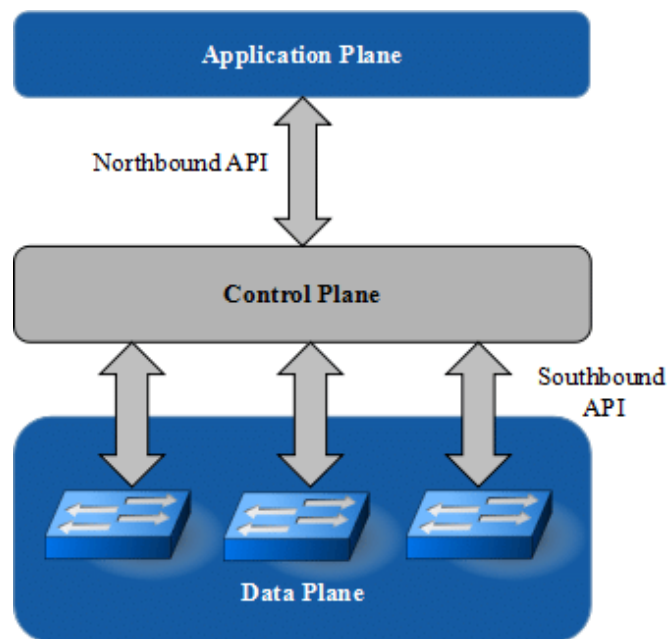 Application Plane
Northbound API
Control Plane
Southbound
API
Data Plane